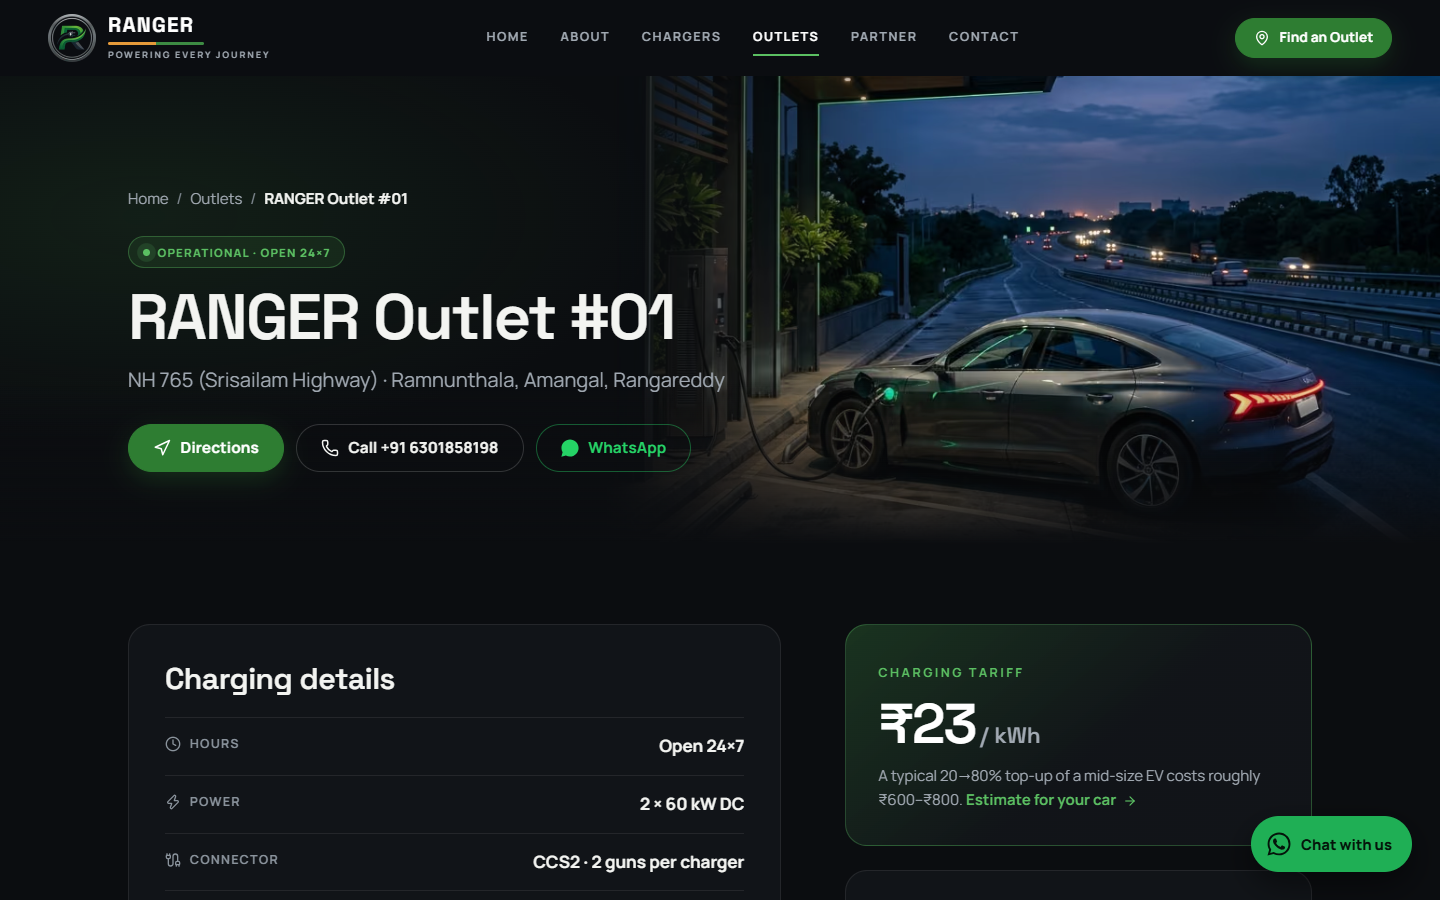 RANGER
POWERING EVERY JOURNEY
HOME
ABOUT
CHARGERS
OUTLETS
PARTNER
CONTACT
Find an Outlet
Home / Outlets / RANGER Outlet #01
OPERATIONAL · OPEN 24×7
RANGER Outlet #01
NH 765 (Srisailam Highway) · Ramnunthala, Amangal, Rangareddy
Directions
Call +91 6301858198
WhatsApp
Charging details
HOURS
Open 24×7
POWER
2 × 60 kW DC
CONNECTOR
CCS2 · 2 guns per charger
CHARGING TARIFF
₹23 / kWh
A typical 20→80% top-up of a mid-size EV costs roughly
₹600–₹800. Estimate for your car →
Chat with us